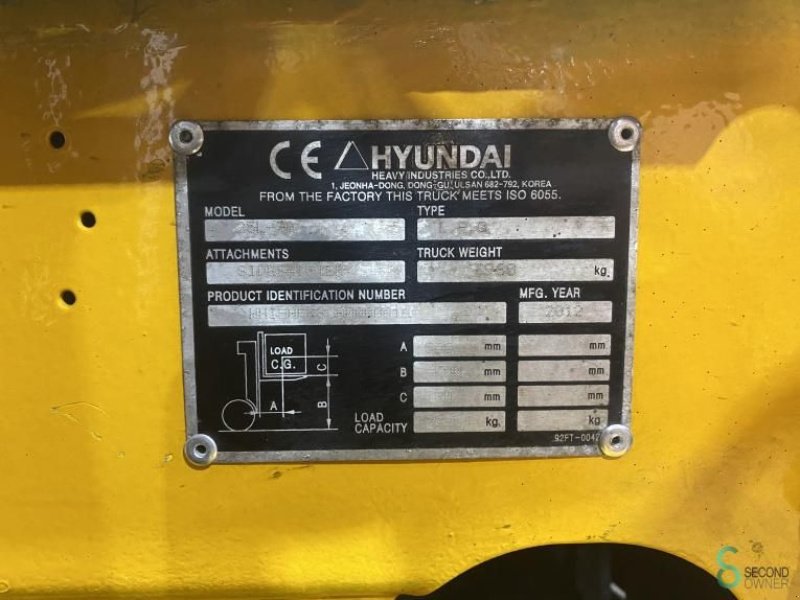 CE HYUNDAI
HEAVY INDUSTRIES CO.,LTD.
1, JEONHA-DONG, DONG-GU, ULSAN 682-792, KOREA
FROM THE FACTORY THIS TRUCK MEETS ISO 6055.
MODEL TYPE
ATTACHMENTS TRUCK WEIGHT
kg
PRODUCT IDENTIFICATION NUMBER MFG. YEAR
2012
LOAD
C.G.
A B C
A mm mm
B mm mm
C mm mm
LOAD
CAPACITY kg kg
92FT-0042
SECOND
OWNER